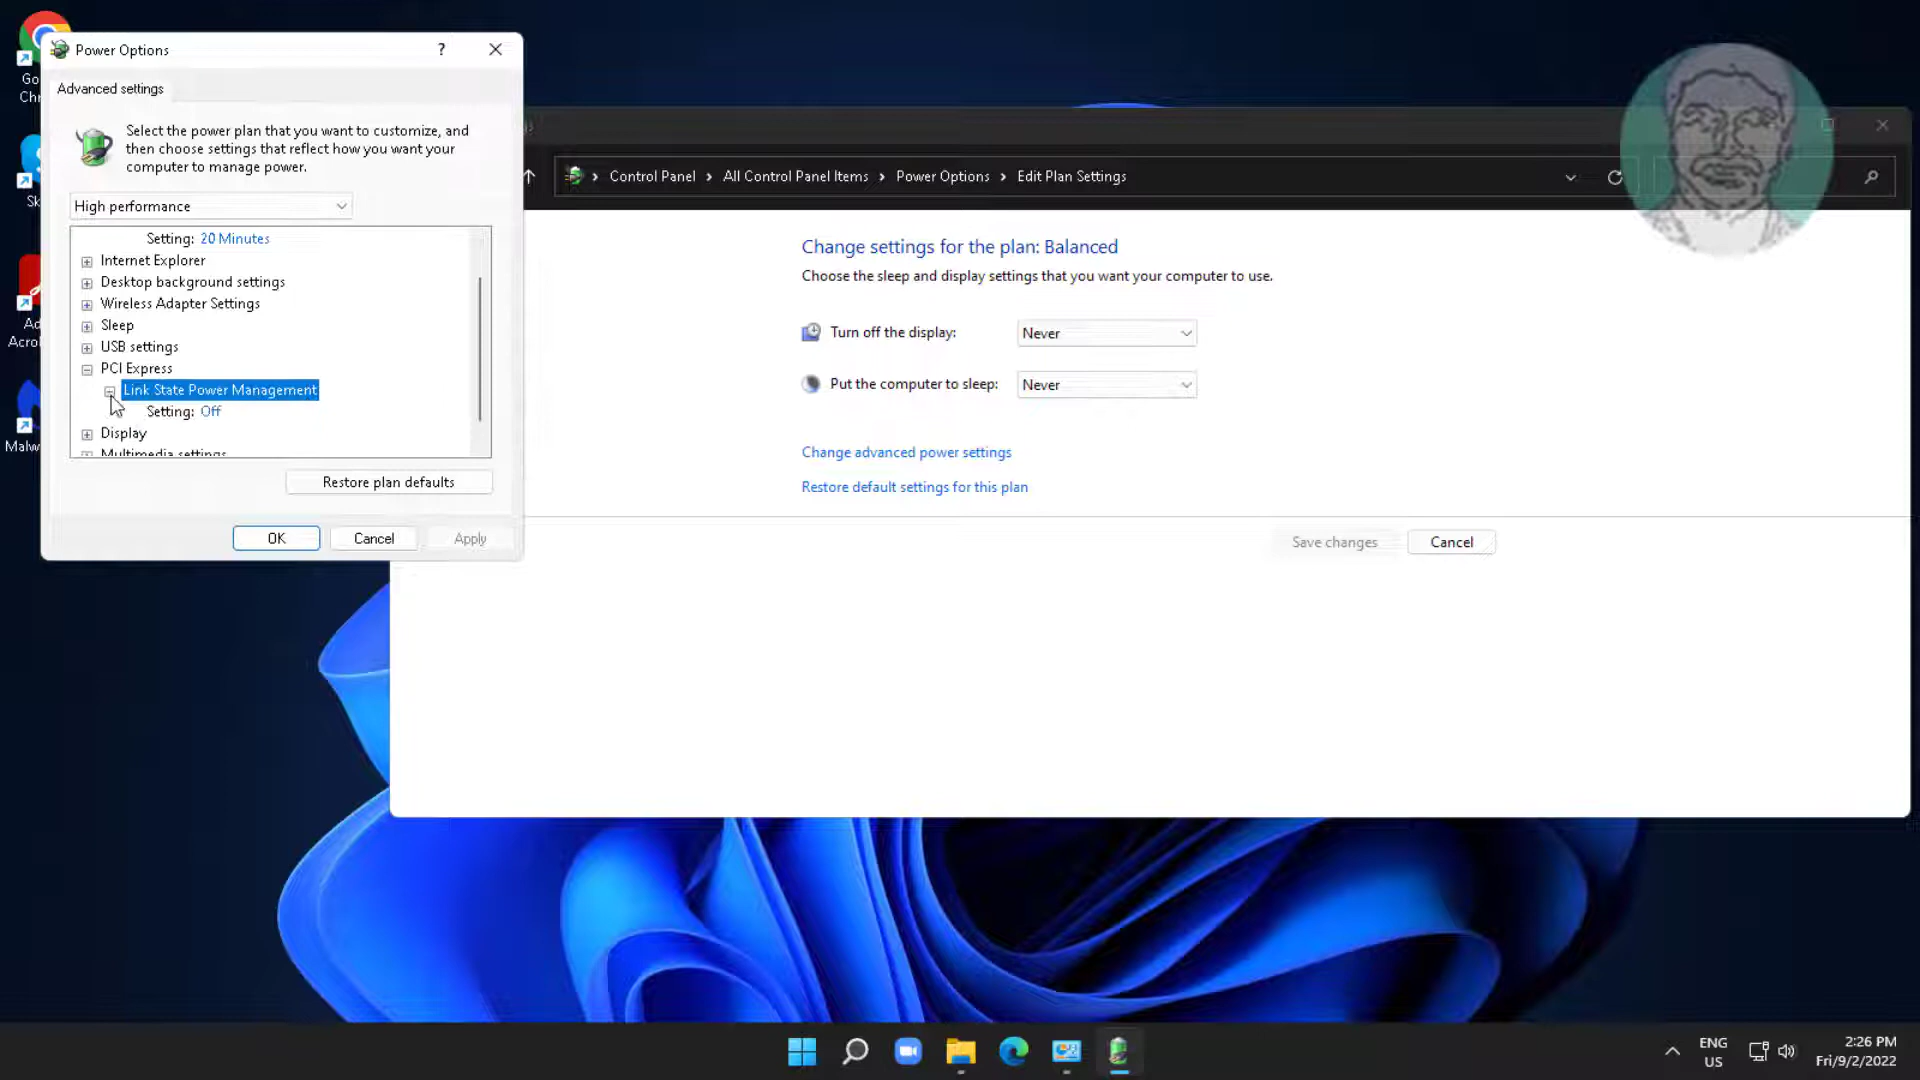 Go
Chr
Sk
Ad
Acrol
Malw
Power Options
?
Advanced settings
Select the power plan that you want to customize, and
then choose settings that reflect how you want your
computer to manage power.
High performance
Setting: 20 Minutes
Internet Explorer
Desktop background settings
Wireless Adapter Settings
Sleep
USB settings
PCI Express
Link State Power Management
Setting: Off
Display
Multimedia settings
Restore plan defaults
OK
Cancel
Apply
Control Panel
All Control Panel Items
Power Options
Edit Plan Settings
Change settings for the plan: Balanced
Choose the sleep and display settings that you want your computer to use.
Turn off the display:
Never
Put the computer to sleep:
Never
Change advanced power settings
Restore default settings for this plan
Save changes
Cancel
ENG
US
2:26 PM
Fri/9/2/2022